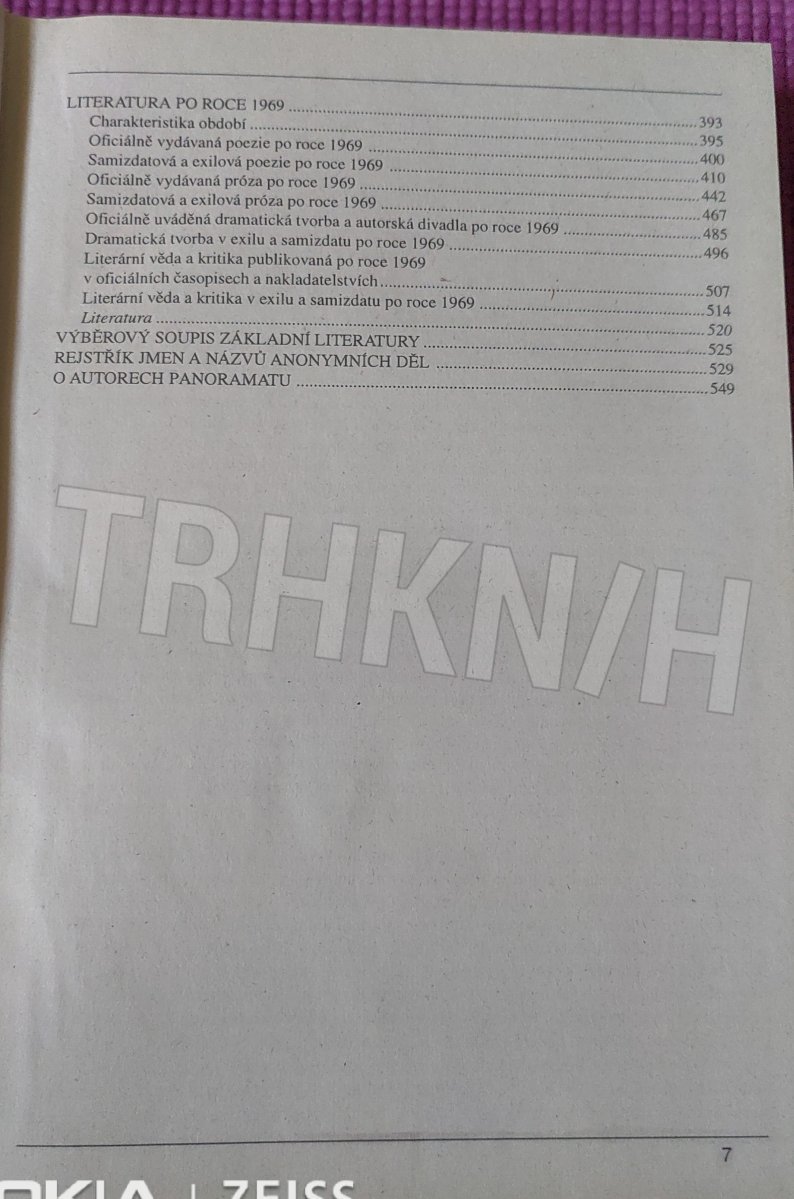 LITERATURA PO ROCE 1969 ........ 393
Charakteristika období ........ 395
Oficiálně vydávaná poezie po roce 1969 ........ 400
Samizdatová a exilová poezie po roce 1969 ........ 410
Oficiálně vydávaná próza po roce 1969 ........ 442
Samizdatová a exilová próza po roce 1969 ........ 467
Oficiálně uváděná dramatická tvorba a autorská divadla po roce 1969 ........ 485
Dramatická tvorba v exilu a samizdatu po roce 1969 ........ 496
Literární věda a kritika publikovaná po roce 1969
v oficiálních časopisech a nakladatelstvích ........ 507
Literární věda a kritika v exilu a samizdatu po roce 1969 ........ 514
Literatura ........ 520
VÝBĚROVÝ SOUPIS ZÁKLADNÍ LITERATURY ........ 525
REJSTŘÍK JMEN A NÁZVŮ ANONYMNÍCH DĚL ........ 529
O AUTORECH PANORAMATU ........ 549
TRHKN/H
7
ZEISS